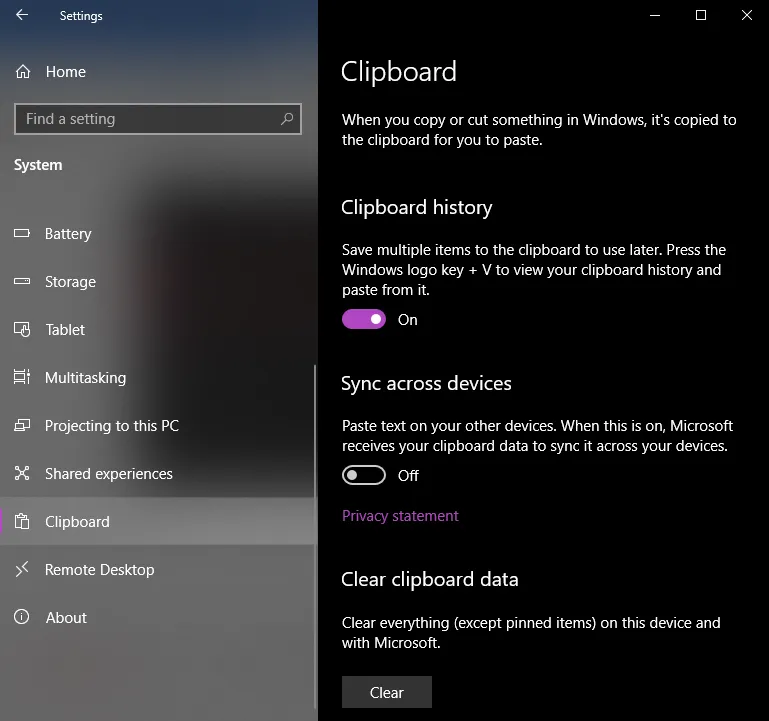 Settings
Home
Find a setting
System
Battery
Storage
Tablet
Multitasking
Projecting to this PC
Shared experiences
Clipboard
Remote Desktop
About
Clipboard
When you copy or cut something in Windows, it's copied to
the clipboard for you to paste.
Clipboard history
Save multiple items to the clipboard to use later. Press the
Windows logo key + V to view your clipboard history and
paste from it.
On
Sync across devices
Paste text on your other devices. When this is on, Microsoft
receives your clipboard data to sync it across your devices.
Off
Privacy statement
Clear clipboard data
Clear everything (except pinned items) on this device and
with Microsoft.
Clear